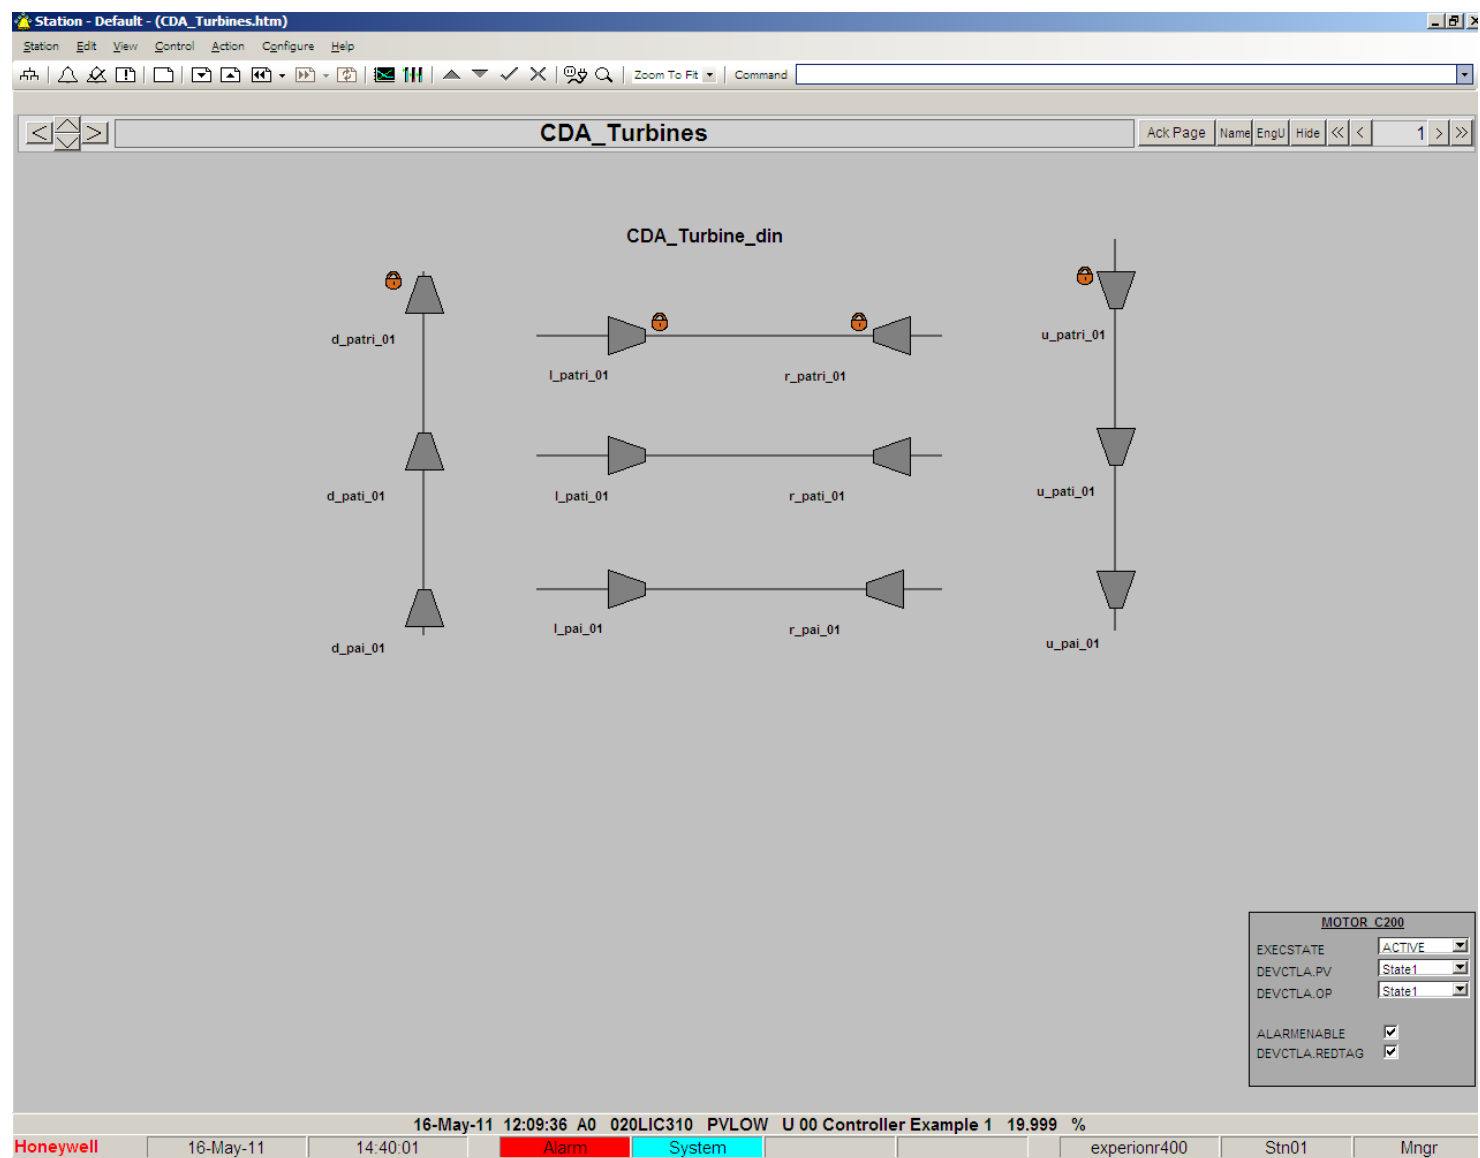 Station - Default - (CDA_Turbines.htm)
Station Edit View Control Action Configure Help
Zoom To Fit Command
CDA_Turbines Ack Page Name EngU Hide << < 1 > >>
CDA_Turbine_din
d_patri_01 u_patri_01
l_patri_01 r_patri_01
d_pati_01 l_pati_01 r_pati_01 u_pati_01
l_pai_01 r_pai_01
d_pai_01 u_pai_01
MOTOR_C200
EXECSTATE ACTIVE
DEVCTLA.PV State1
DEVCTLA.OP State1
ALARMENABLE
DEVCTLA.REDTAG
16-May-11 12:09:36 A0 020LIC310 PVLOW U 00 Controller Example 1 19.999 %
Honeywell 16-May-11 14:40:01 Alarm System experionr400 Stn01 Mngr